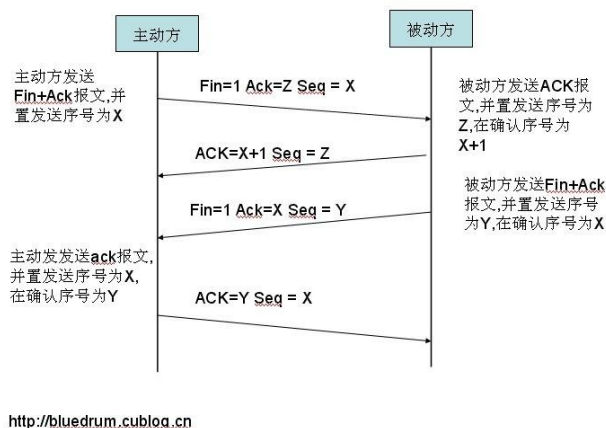 主动方
被动方
主动方发送
Fin+Ack报文,并
置发送序号为X
Fin=1 Ack=Z Seq = X
被动方发送ACK报
文,并置发送序号为
Z,在确认序号为
X+1
ACK=X+1 Seq = Z
被动方发送Fin+Ack
报文,并置发送序号
为Y,在确认序号为X
Fin=1 Ack=X Seq = Y
主动发发送ack报文,
并置发送序号为X,
在确认序号为Y
ACK=Y Seq = X
http://bluedrum.cublog.cn